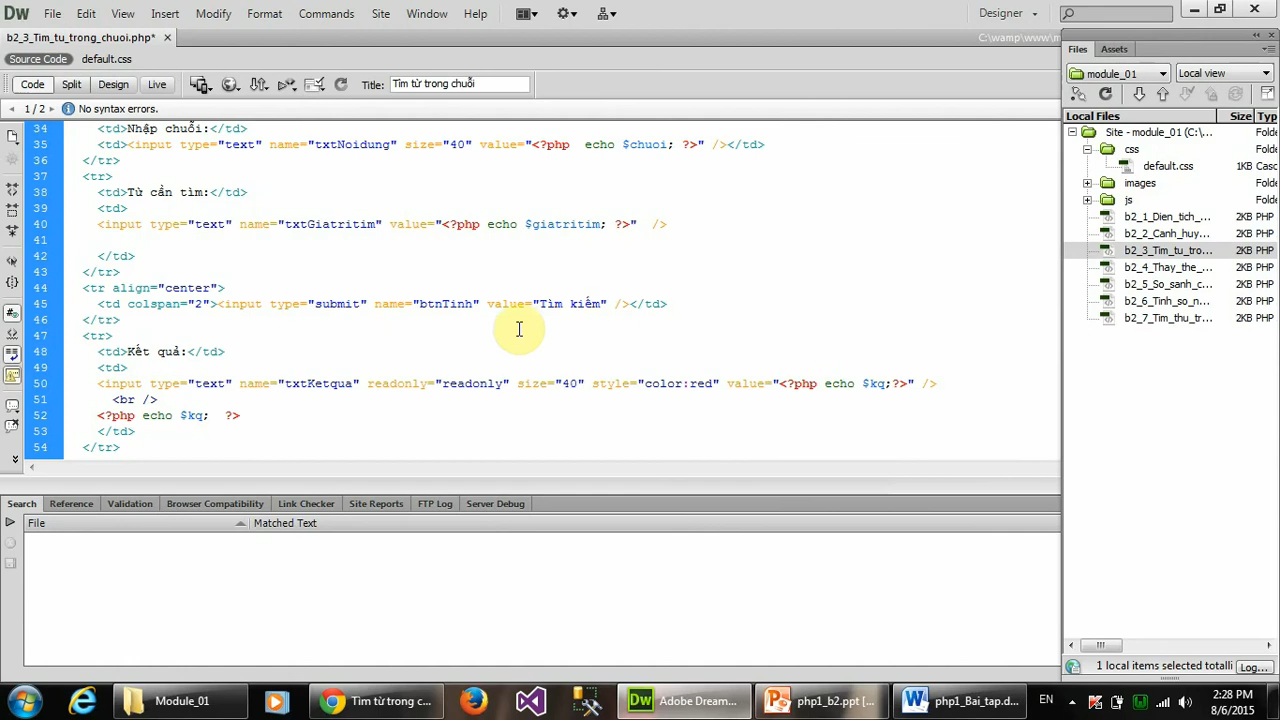 Dw File Edit View Insert Modify Format Commands Site Window Help Designer
b2_3_Tim_tu_trong_chuoi.php* × C:\wamp\www\m
Source Code default.css
Code Split Design Live Title: Tìm từ trong chuỗi
1 / 2 No syntax errors.
34 <td>Nhập chuỗi:</td>
35 <td><input type="text" name="txtNoidung" size="40" value="<?php  echo $chuoi; ?>" /></td>
36 </tr>
37 <tr>
38 <td>Từ cần tìm:</td>
39 <td>
40 <input type="text" name="txtGiatritim" value="<?php echo $giatritim; ?>"  />
41
42 </td>
43 </tr>
44 <tr align="center">
45 <td colspan="2"><input type="submit" name="btnTinh" value="Tìm kiếm" /></td>
46 </tr>
47 <tr>
48 <td>Kết quả:</td>
49 <td>
50 <input type="text" name="txtKetqua" readonly="readonly" size="40" style="color:red" value="<?php echo $kq;?>" />
51 <br />
52 <?php echo $kq;  ?>
53 </td>
54 </tr>
Search Reference Validation Browser Compatibility Link Checker Site Reports FTP Log Server Debug
File Matched Text
Files Assets
module_01 Local view
Local Files Size Typ
Site - module_01 (C:\... Folde
css Folde
default.css 1KB Casc
images Folde
js Folde
b2_1_Dien_tich_... 2KB PHP
b2_2_Canh_huy... 2KB PHP
b2_3_Tim_tu_tro... 2KB PHP
b2_4_Thay_the_... 2KB PHP
b2_5_So_sanh_c... 2KB PHP
b2_6_Tinh_so_n... 2KB PHP
b2_7_Tim_thu_tr... 2KB PHP
1 local items selected totalli Log...
Module_01 Tìm từ trong c... Dw Adobe Dream... php1_b2.ppt [... php1_Bai_tap.d... EN 2:28 PM
8/6/2015